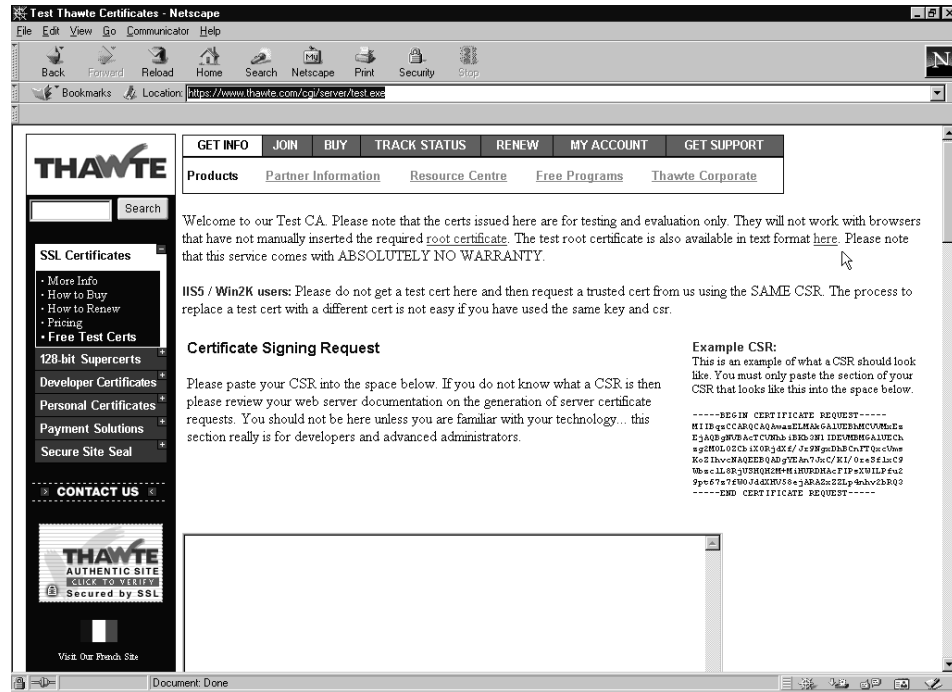 Test Thawte Certificates - Netscape
File Edit View Go Communicator Help
Back Forward Reload Home Search Netscape Print Security Stop
My
N
Bookmarks Location: https://www.thawte.com/cgi/server/test.exe
THAWTE
GET INFO JOIN BUY TRACK STATUS RENEW MY ACCOUNT GET SUPPORT
Products Partner Information Resource Centre Free Programs Thawte Corporate
Search
SSL Certificates
· More Info
· How to Buy
· How to Renew
· Pricing
· Free Test Certs
128-bit Supercerts
Developer Certificates
Personal Certificates
Payment Solutions
Secure Site Seal
CONTACT US
THAWTE
AUTHENTIC SITE
CLICK TO VERIFY
Secured by SSL
Visit Our French Site
Welcome to our Test CA. Please note that the certs issued here are for testing and evaluation only. They will not work with browsers
that have not manually inserted the required root certificate. The test root certificate is also available in text format here. Please note
that this service comes with ABSOLUTELY NO WARRANTY.
IIS5 / Win2K users: Please do not get a test cert here and then request a trusted cert from us using the SAME CSR. The process to
replace a test cert with a different cert is not easy if you have used the same key and csr.
Certificate Signing Request
Please paste your CSR into the space below. If you do not know what a CSR is then
please review your web server documentation on the generation of server certificate
requests. You should not be here unless you are familiar with your technology... this
section really is for developers and advanced administrators.
Example CSR:
This is an example of what a CSR should look
like. You must only paste the section of your
CSR that looks like this into the space below.
-----BEGIN CERTIFICATE REQUEST-----
-----END CERTIFICATE REQUEST-----
Document: Done